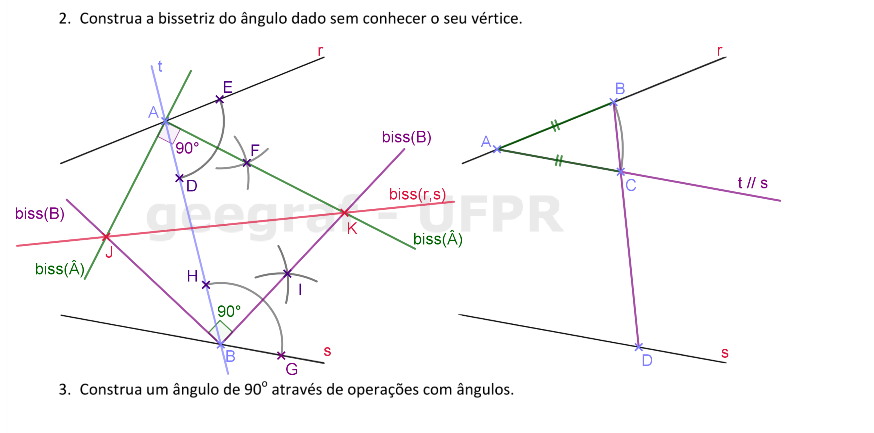 2. Construa a bissetriz do ângulo dado sem conhecer o seu vértice.
r
t
E
A
90°
F
D
biss(B)
biss(r,s)
biss(B)
K
biss(Â)
J
biss(Â)
H
I
90°
B
G
s
r
B
A
C
t // s
D
s
geegraf - UFPR
3. Construa um ângulo de 90º através de operações com ângulos.